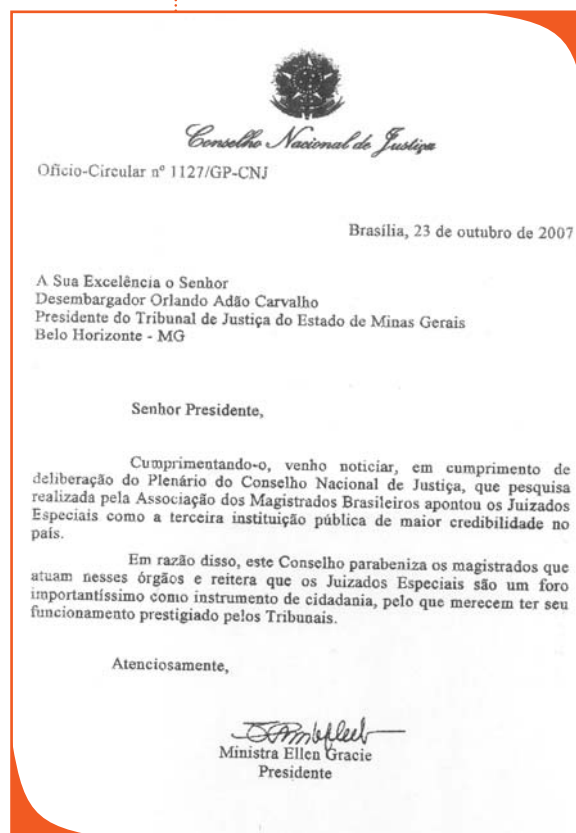 Conselho Nacional de Justiça
Ofício-Circular nº 1127/GP-CNJ
Brasília, 23 de outubro de 2007
A Sua Excelência o Senhor
Desembargador Orlando Adão Carvalho
Presidente do Tribunal de Justiça do Estado de Minas Gerais
Belo Horizonte - MG
Senhor Presidente,
Cumprimentando-o, venho noticiar, em cumprimento de
deliberação do Plenário do Conselho Nacional de Justiça, que pesquisa
realizada pela Associação dos Magistrados Brasileiros apontou os Juizados
Especiais como a terceira instituição pública de maior credibilidade no
país.
Em razão disso, este Conselho parabeniza os magistrados que
atuam nesses órgãos e reitera que os Juizados Especiais são um foro
importantíssimo como instrumento de cidadania, pelo que merecem ter seu
funcionamento prestigiado pelos Tribunais.
Atenciosamente,
Ministra Ellen Gracie
Presidente